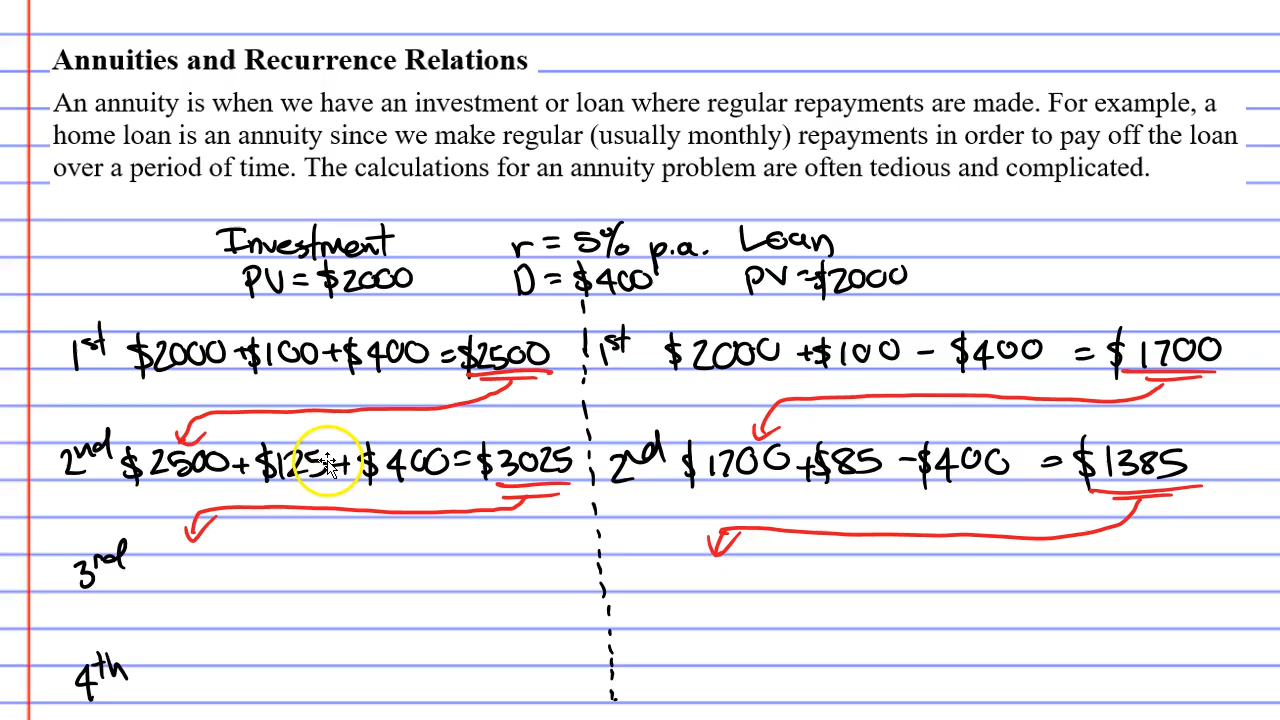 Annuities and Recurrence Relations
An annuity is when we have an investment or loan where regular repayments are made. For example, a
home loan is an annuity since we make regular (usually monthly) repayments in order to pay off the loan
over a period of time. The calculations for an annuity problem are often tedious and complicated.
Investment r = 5% p.a. Loan
PV = $2000 D = $400 PV = $2000
1st $2000 + $100 + $400 = $2500 1st $2000 + $100 - $400 = $1700
2nd $2500 + $125 + $400 = $3025 2nd $1700 + $85 - $400 = $1385
3rd
4th